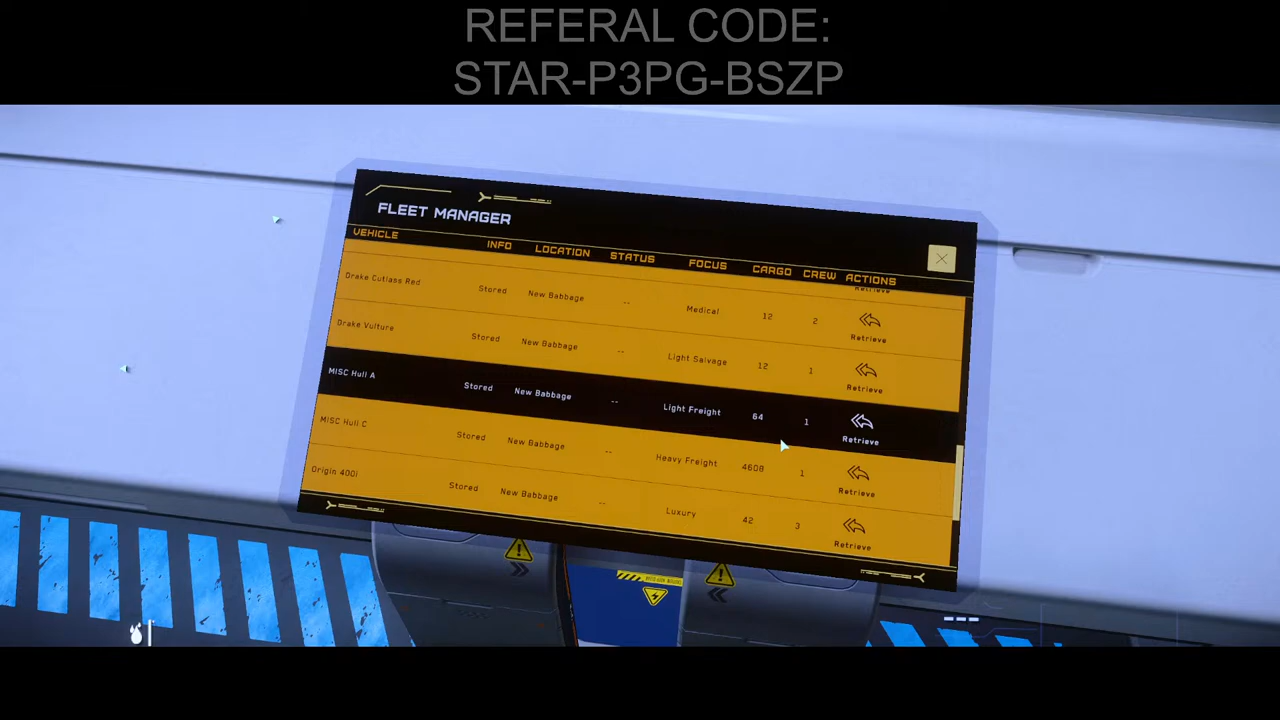 REFERAL CODE:
STAR-P3PG-BSZP
FLEET MANAGER
VEHICLE INFO LOCATION STATUS FOCUS CARGO CREW ACTIONS
Retrieve
Drake Cutlass Red Stored New Babbage -- Medical 12 2 Retrieve
Drake Vulture Stored New Babbage -- Light Salvage 12 1 Retrieve
MISC Hull A Stored New Babbage -- Light Freight 64 1 Retrieve
MISC Hull C Stored New Babbage -- Heavy Freight 4608 1 Retrieve
Origin 400i Stored New Babbage -- Luxury 42 3 Retrieve